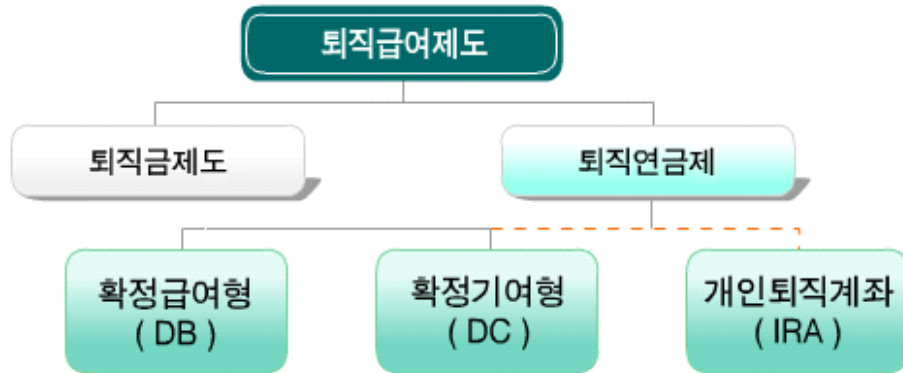 퇴직급여제도
퇴직금제도
퇴직연금제
확정급여형
( DB )
확정기여형
( DC )
개인퇴직계좌
( IRA )